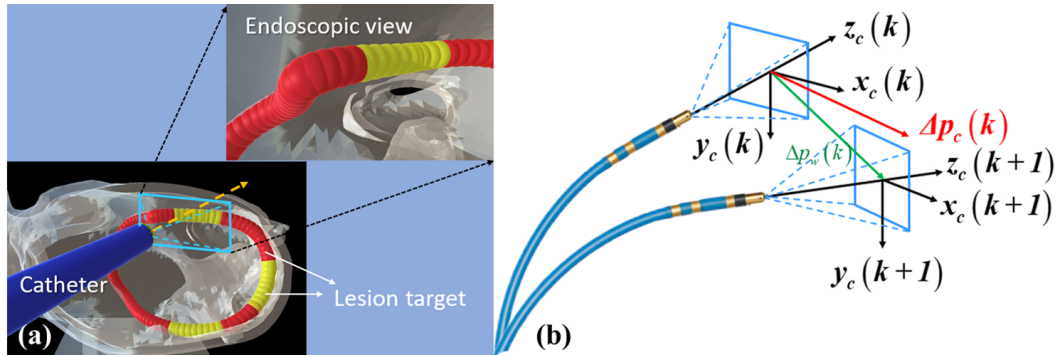 Endoscopic view
Catheter
Lesion target
(a)
z_c(k)
x_c(k)
y_c(k)
Δp_c(k)
Δp_w(k)
z_c(k+1)
x_c(k+1)
y_c(k+1)
(b)